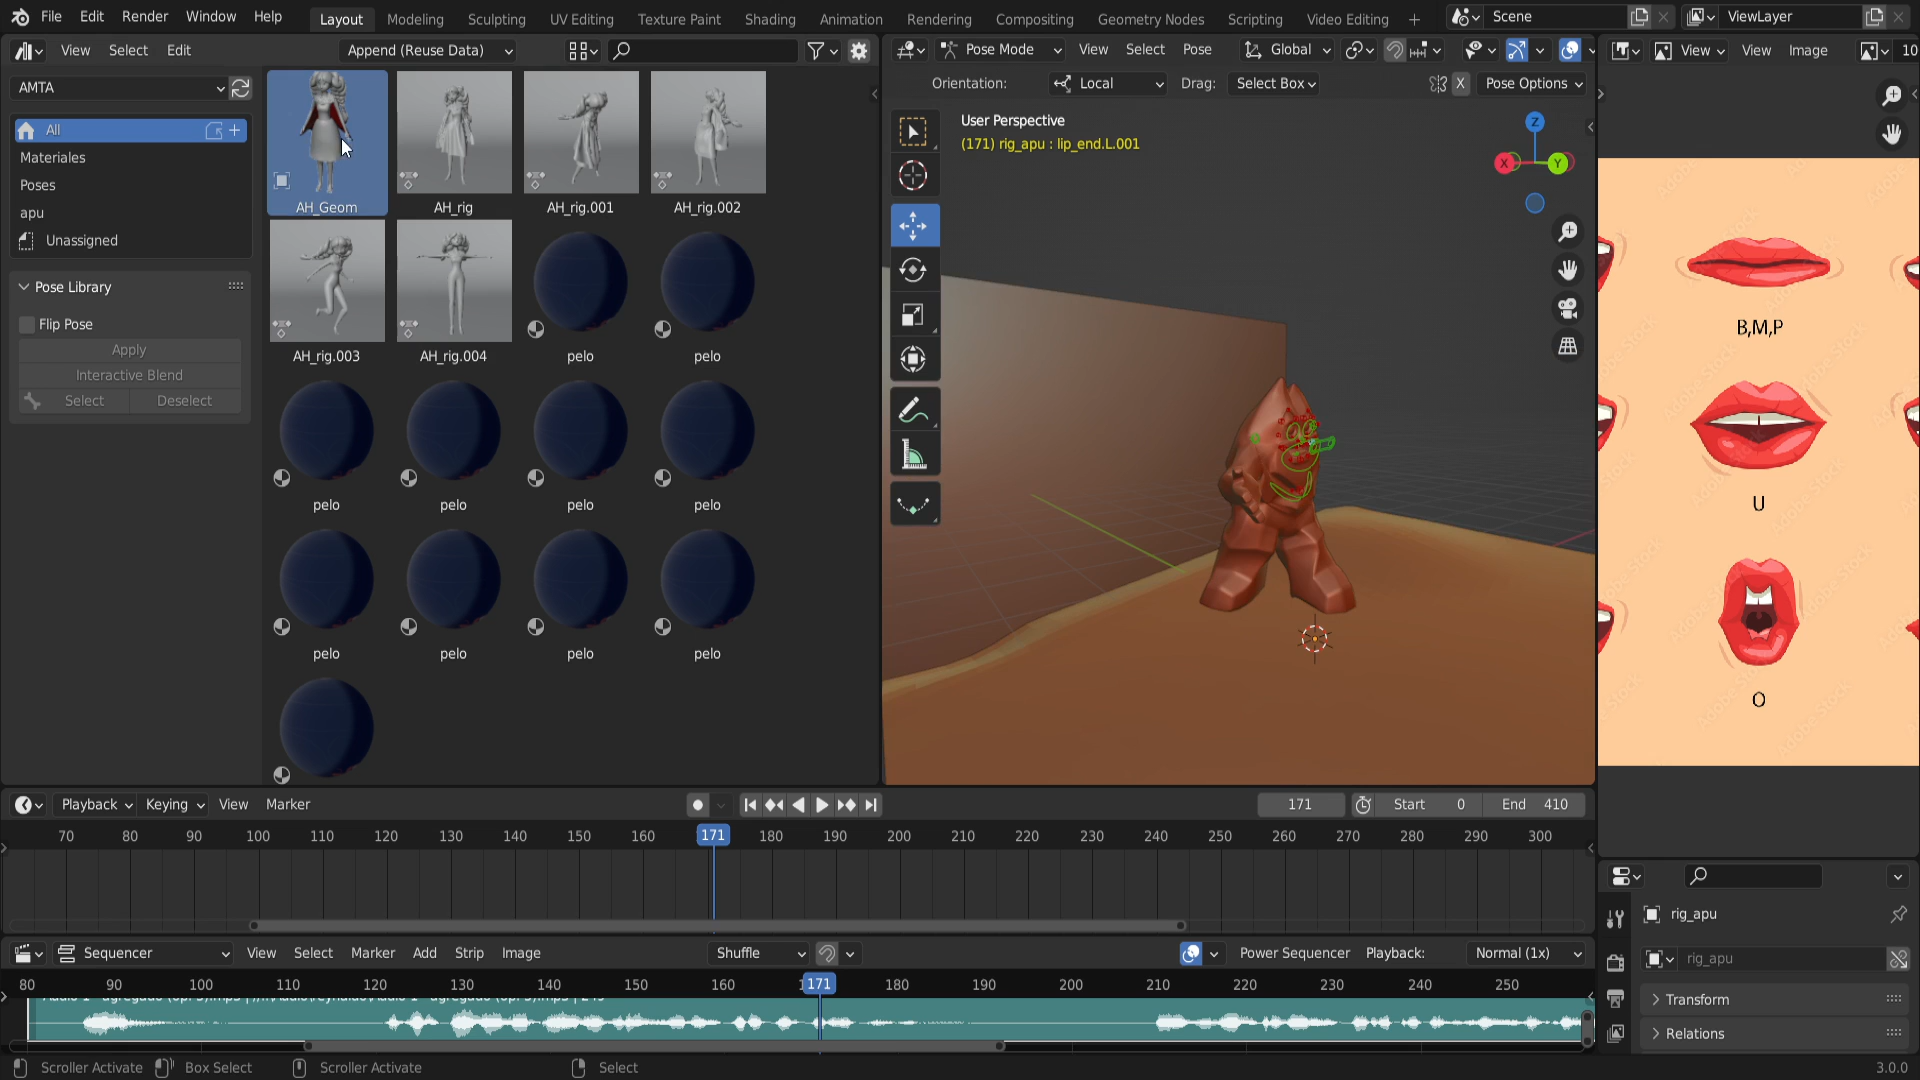 File Edit Render Window Help Layout Modeling Sculpting UV Editing Texture Paint Shading Animation Rendering Compositing Geometry Nodes Scripting Video Editing Scene ViewLayer
View Select Edit Append (Reuse Data)
Pose Mode View Select Pose Global
View View Image 10
AMTA
Orientation: Local Drag: Select Box X Pose Options
All
Materiales
Poses
apu
Unassigned
Pose Library
Flip Pose
Apply
Interactive Blend
Select Deselect
AH_Geom AH_rig AH_rig.001 AH_rig.002
AH_rig.003 AH_rig.004 pelo pelo
pelo pelo pelo pelo
pelo pelo pelo pelo
User Perspective
(171) rig_apu : lip_end.L.001
Z
X Y
B,M,P
U
O
Playback Keying View Marker 171 Start 0 End 410
70 80 90 100 110 120 130 140 150 160 171 180 190 200 210 220 230 240 250 260 270 280 290 300
rig_apu
rig_apu
Transform
Relations
Sequencer View Select Marker Add Strip Image Shuffle Power Sequencer Playback: Normal (1x)
80 90 100 110 120 130 140 150 160 171 180 190 200 210 220 230 240 250
Scroller Activate Box Select Scroller Activate Select 3.0.0